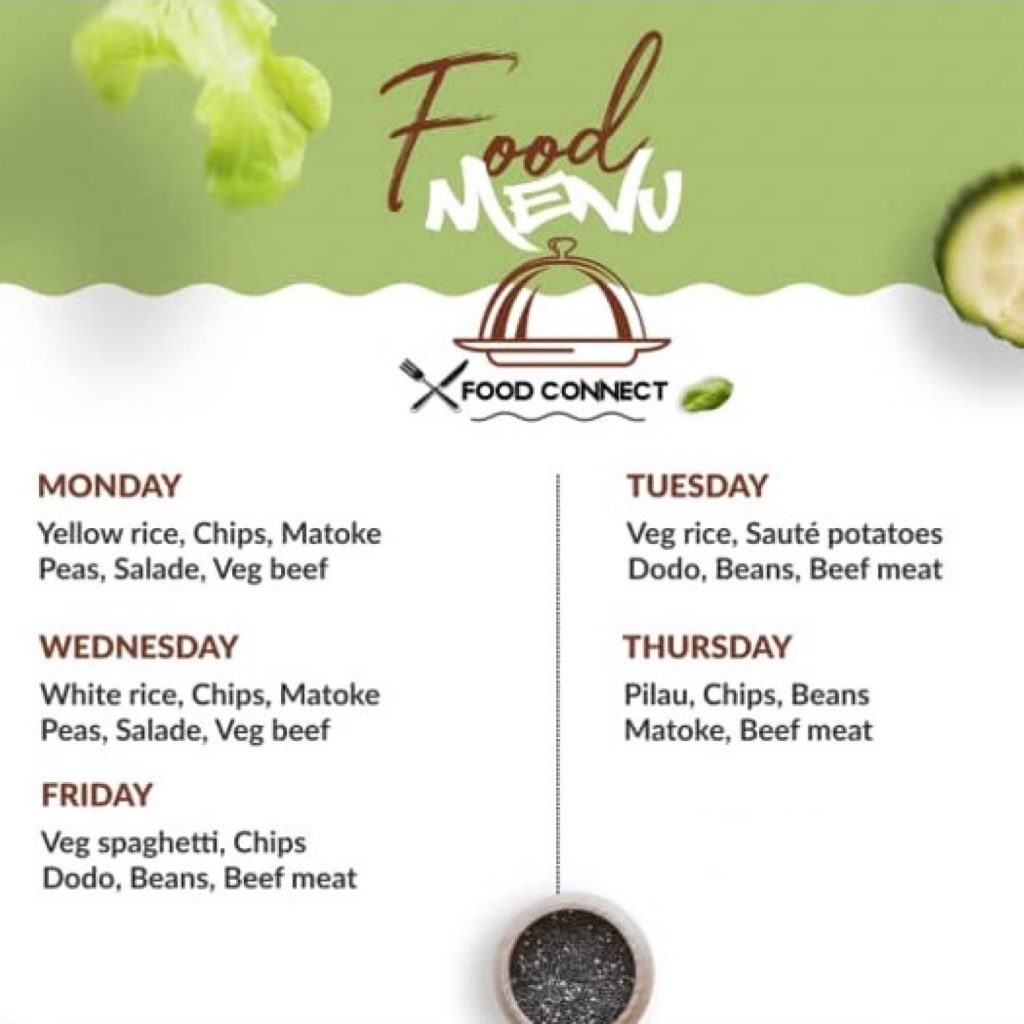 Food
MENU
FOOD CONNECT
MONDAY
Yellow rice, Chips, Matoke
Peas, Salade, Veg beef
TUESDAY
Veg rice, Sauté potatoes
Dodo, Beans, Beef meat
WEDNESDAY
White rice, Chips, Matoke
Peas, Salade, Veg beef
THURSDAY
Pilau, Chips, Beans
Matoke, Beef meat
FRIDAY
Veg spaghetti, Chips
Dodo, Beans, Beef meat